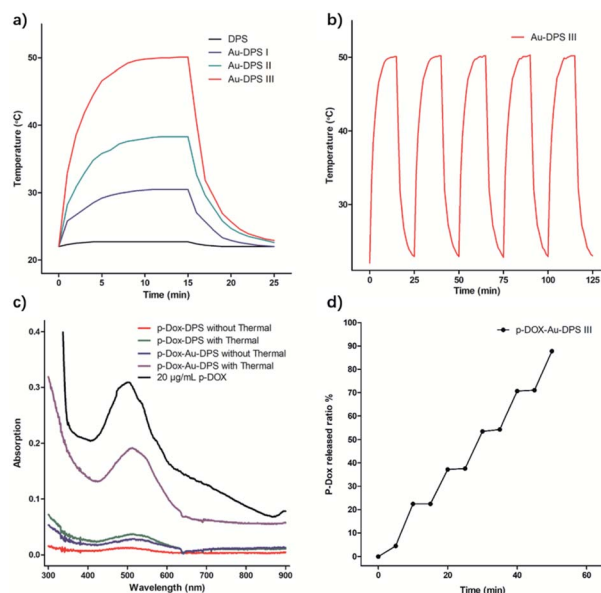 a)
DPS
Au-DPS I
Au-DPS II
Au-DPS III
Temperature (°C)
50
40
30
20
0
5
10
15
20
25
Time (min)
b)
Au-DPS III
Temperature (°C)
50
40
30
20
0
25
50
75
100
125
Time (min)
c)
p-Dox-DPS without Thermal
p-Dox-DPS with Thermal
p-Dox-Au-DPS without Thermal
p-Dox-Au-DPS with Thermal
20 µg/mL p-DOX
Absorption
0.4
0.3
0.2
0.1
0.0
300
400
500
600
700
800
900
Wavelength (nm)
d)
p-DOX-Au-DPS III
P-Dox released ratio %
100
90
80
70
60
50
40
30
20
10
0
0
20
40
60
Time (min)